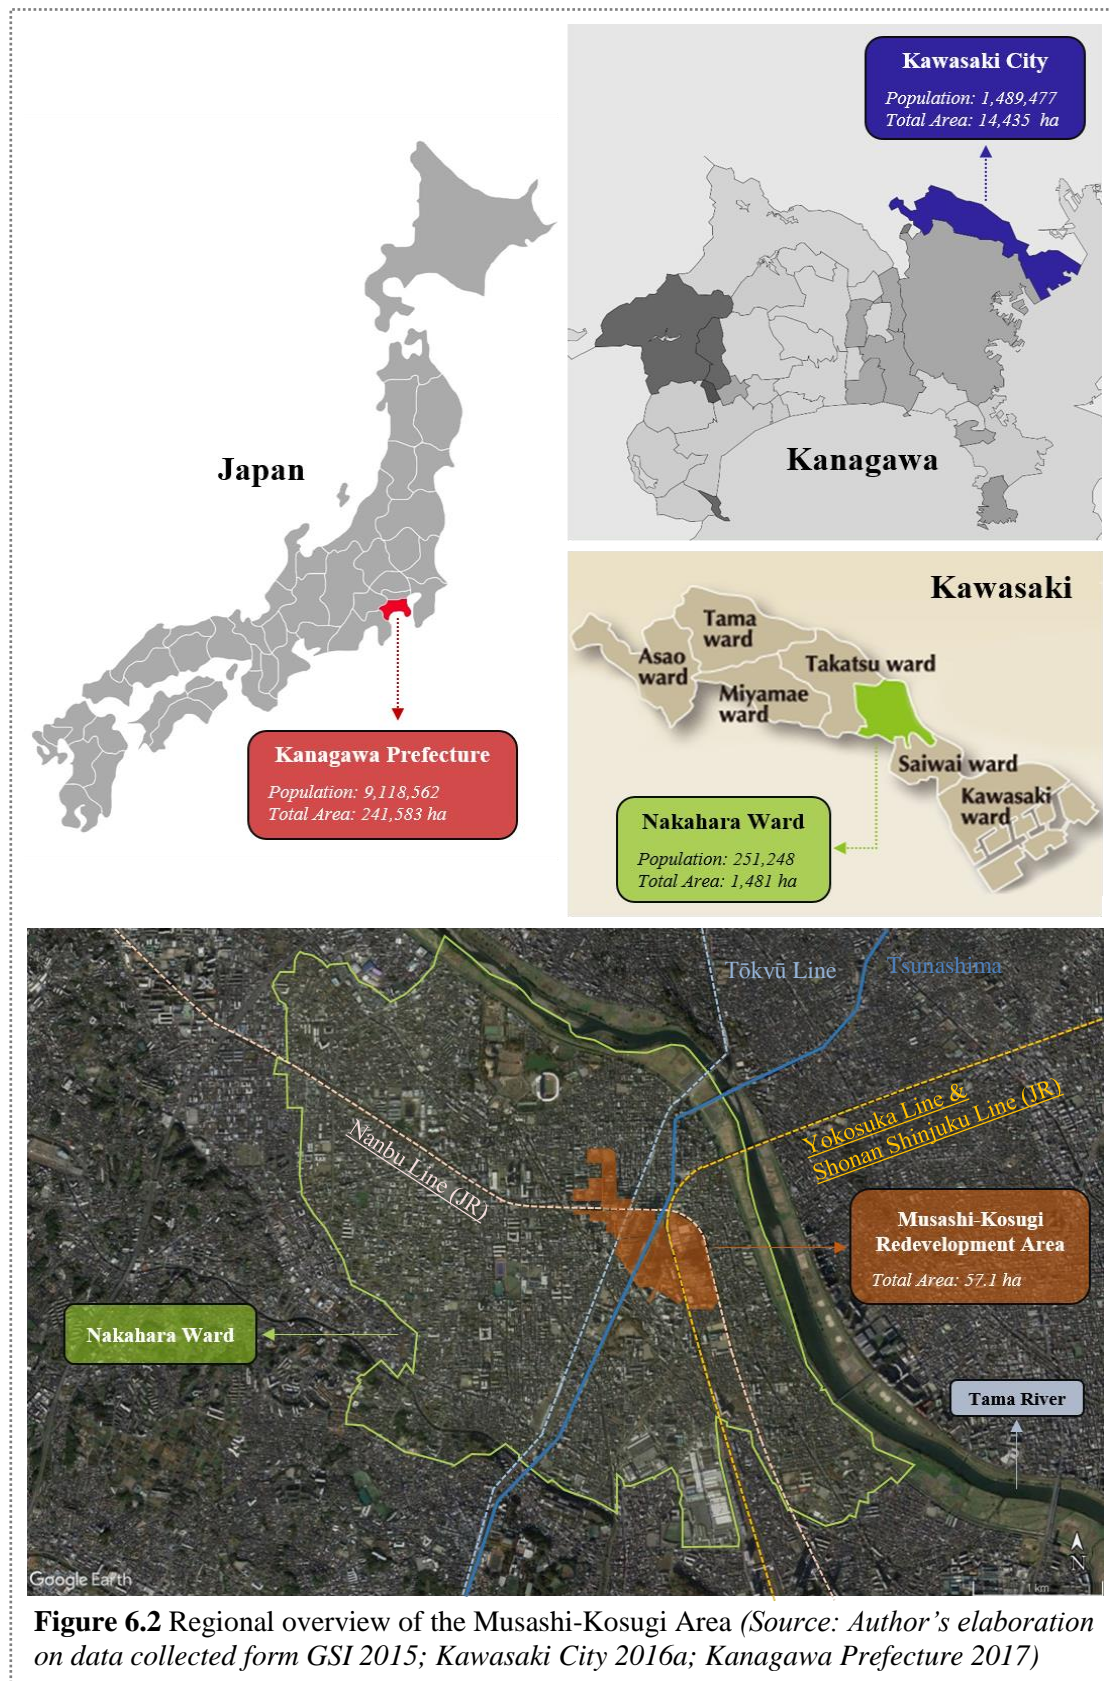 Kawasaki City
Population: 1,489,477
Total Area: 14,435 ha
Japan
Kanagawa
Kanagawa Prefecture
Population: 9,118,562
Total Area: 241,583 ha
Kawasaki
Tama
ward
Asao
ward
Takatsu ward
Miyamae
ward
Saiwai ward
Kawasaki
ward
Nakahara Ward
Population: 251,248
Total Area: 1,481 ha
Tōkvū Line
Tsunashima
Yokosuka Line &
Shonan Shinjuku Line (JR)
Nanbu Line (JR)
Musashi-Kosugi
Redevelopment Area
Total Area: 57.1 ha
Nakahara Ward
Tama River
N
1 km
Google Earth
Figure 6.2 Regional overview of the Musashi-Kosugi Area (Source: Author's elaboration
on data collected form GSI 2015; Kawasaki City 2016a; Kanagawa Prefecture 2017)